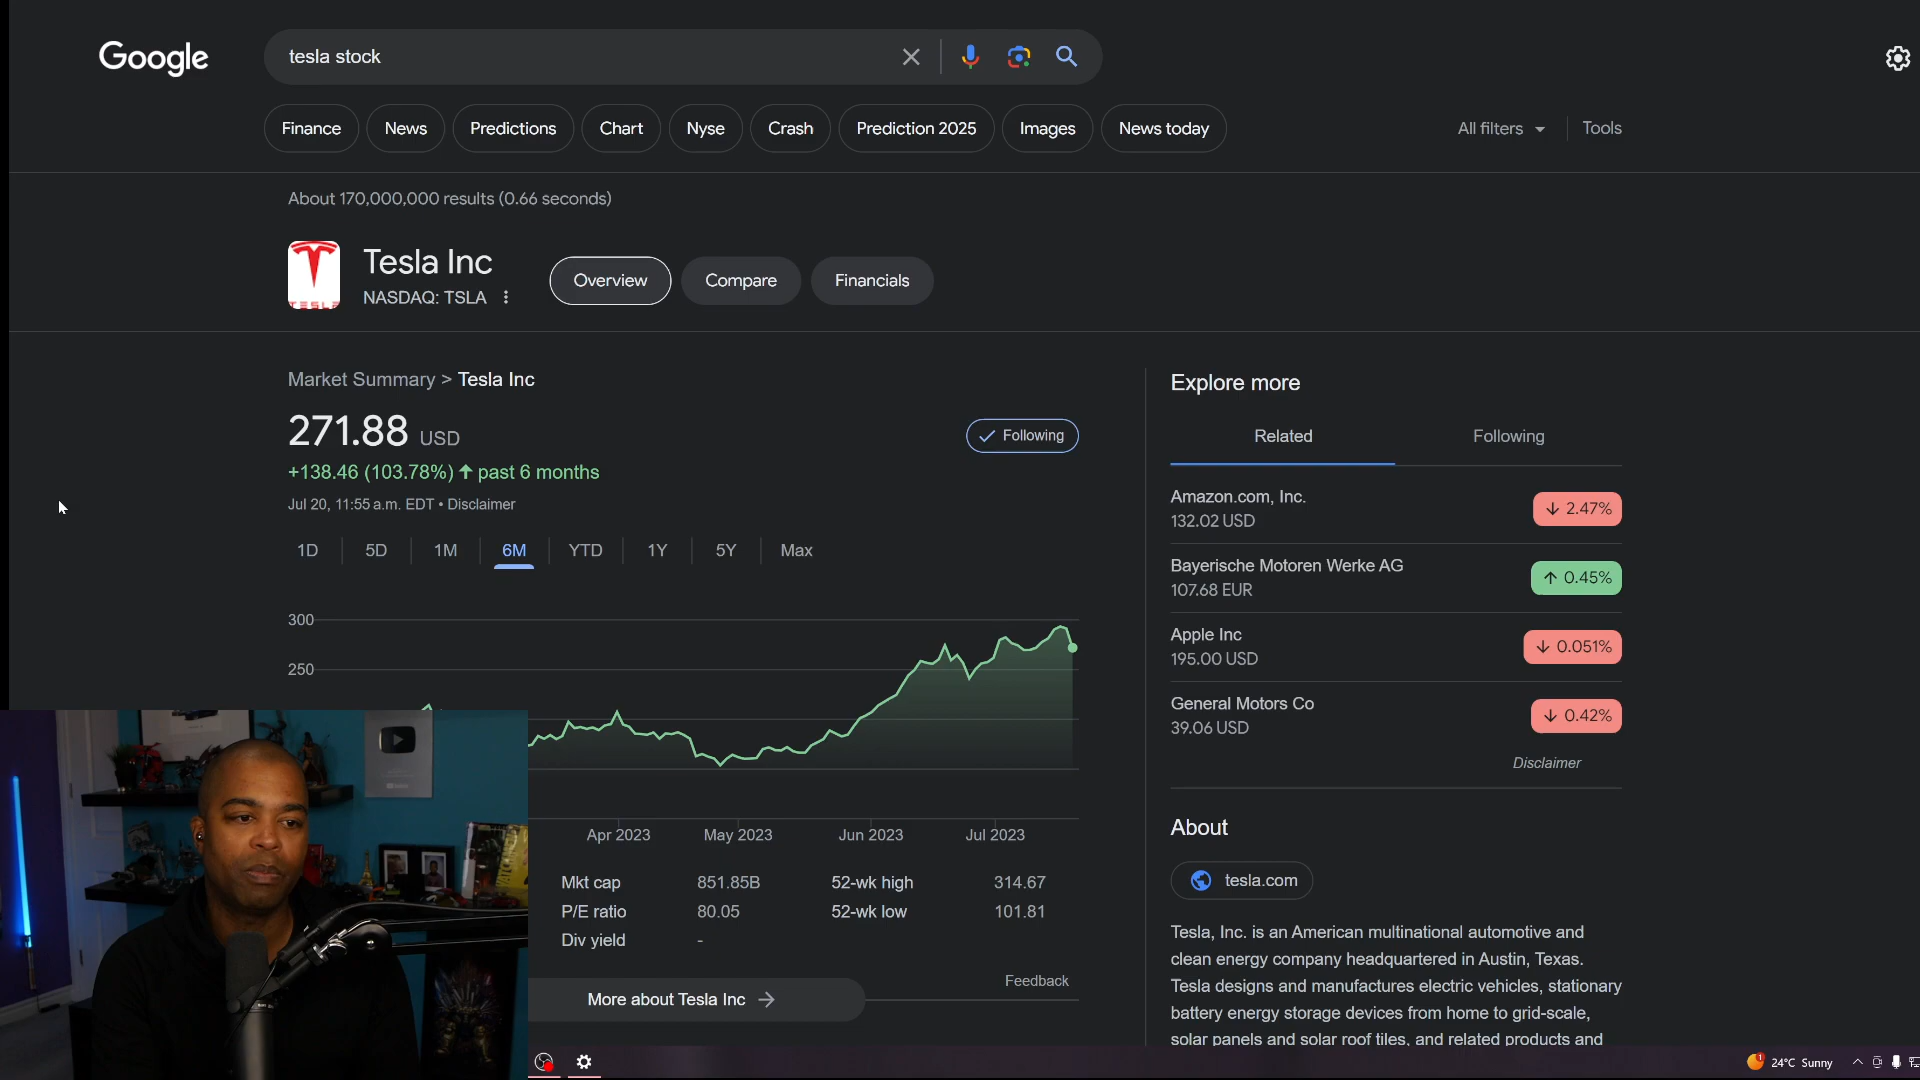 Google
tesla stock
Finance
News
Predictions
Chart
Nyse
Crash
Prediction 2025
Images
News today
All filters
Tools
About 170,000,000 results (0.66 seconds)
TESLA
Tesla Inc
NASDAQ: TSLA
Overview
Compare
Financials
Market Summary > Tesla Inc
271.88 USD
Following
+138.46 (103.78%) ↑ past 6 months
Jul 20, 11:55 a.m. EDT • Disclaimer
1D
5D
1M
6M
YTD
1Y
5Y
Max
300
250
Apr 2023
May 2023
Jun 2023
Jul 2023
Mkt cap 851.85B 52-wk high 314.67
P/E ratio 80.05 52-wk low 101.81
Div yield -
Feedback
More about Tesla Inc →
Explore more
Related
Following
Amazon.com, Inc.
132.02 USD
↓ 2.47%
Bayerische Motoren Werke AG
107.68 EUR
↑ 0.45%
Apple Inc
195.00 USD
↓ 0.051%
General Motors Co
39.06 USD
↓ 0.42%
Disclaimer
About
tesla.com
Tesla, Inc. is an American multinational automotive and
clean energy company headquartered in Austin, Texas.
Tesla designs and manufactures electric vehicles, stationary
battery energy storage devices from home to grid-scale,
solar panels and solar roof tiles, and related products and
1
24°C Sunny